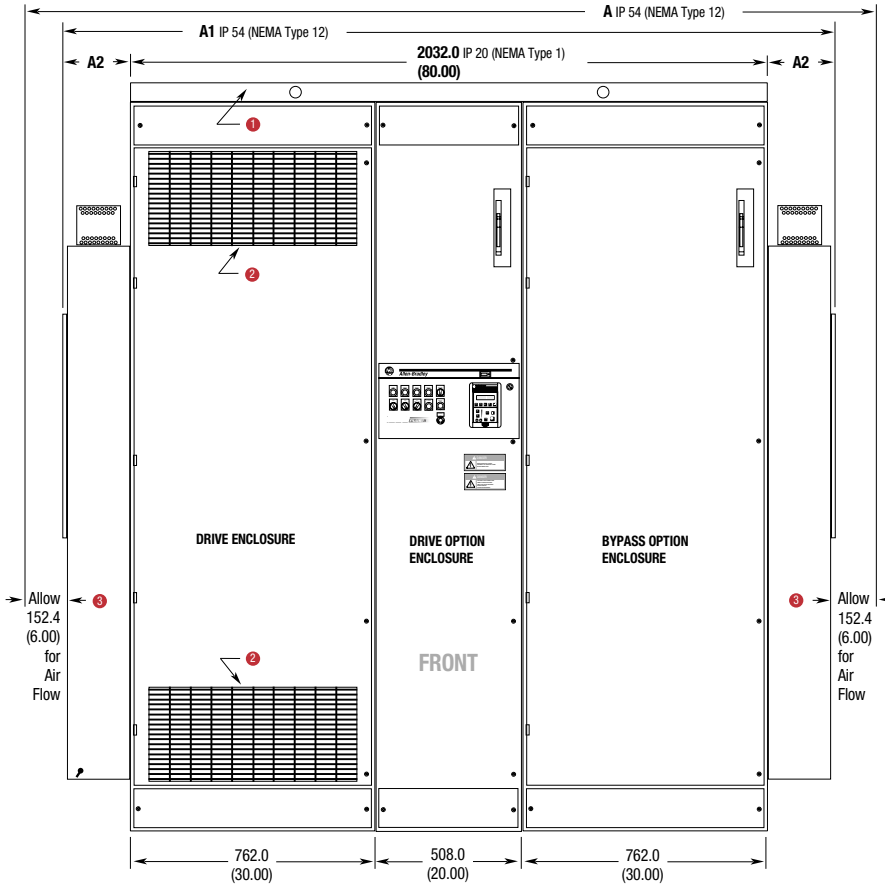 A IP 54 (NEMA Type 12)
A1 IP 54 (NEMA Type 12)
A2
2032.0 IP 20 (NEMA Type 1)
(80.00)
A2
1
2
Allen-Bradley
DRIVE ENCLOSURE
DRIVE OPTION
ENCLOSURE
BYPASS OPTION
ENCLOSURE
Allow
152.4
(6.00)
for
Air
Flow
3
3
Allow
152.4
(6.00)
for
Air
Flow
2
FRONT
762.0
(30.00)
508.0
(20.00)
762.0
(30.00)